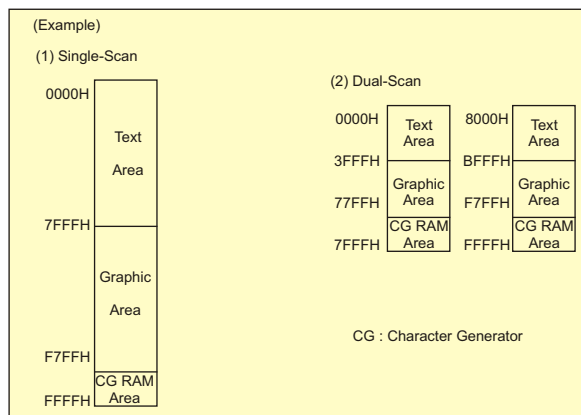 (Example)
(1) Single-Scan
0000H
Text
Area
7FFFH
Graphic
Area
F7FFH
CG RAM
Area
FFFFH
(2) Dual-Scan
0000H
Text
Area
3FFFH
Graphic
Area
77FFH
CG RAM
Area
7FFFH
8000H
Text
Area
BFFFH
Graphic
Area
F7FFH
CG RAM
Area
FFFFH
CG : Character Generator